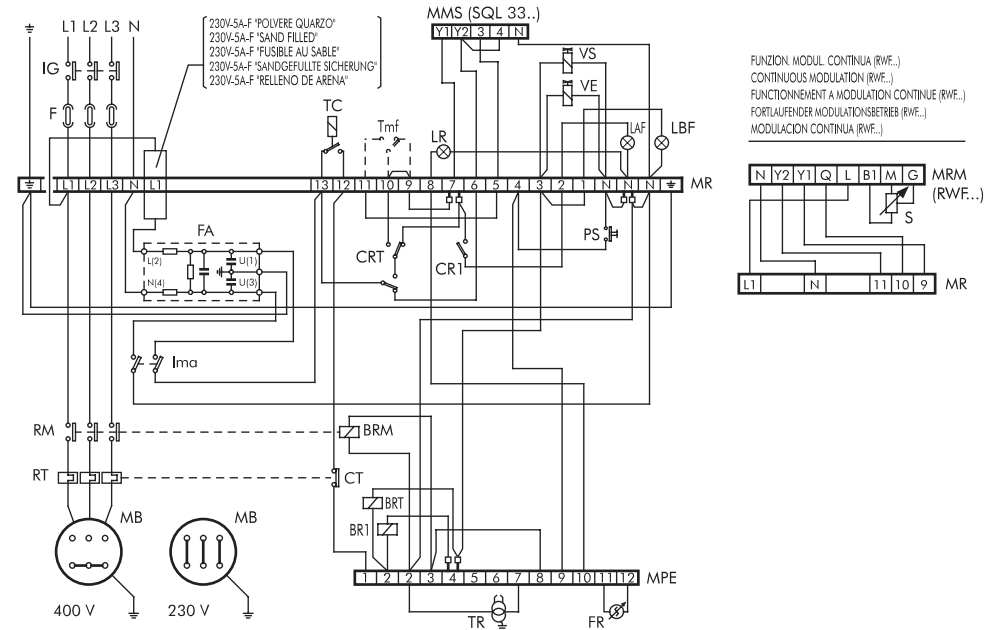 L1 L2 L3 N
IG
F
230V-5A-F "POLVERE QUARZO"
230V-5A-F "SAND FILLED"
230V-5A-F "FUSIBLE AU SABLE"
230V-5A-F "SANDGEFULLTE SICHERUNG"
230V-5A-F "RELLENO DE ARENA"
MMS (SQL 33..)
Y1 Y2 3 4 N
TC
Tmf
LR
VS
VE
LAF
LBF
L1 L2 L3 N L1 13 12 11 10 9 8 7 6 5 4 3 2 1 N N N MR
FUNZION. MODUL. CONTINUA (RWF...)
CONTINUOUS MODULATION (RWF...)
FUNCTIONNEMENT A MODULATION CONTINUE (RWF...)
FORTLAUFENDER MODULATIONSBETRIEB (RWF...)
MODULACION CONTINUA (RWF...)
N Y2 Y1 Q L B1 M G MRM
(RWF...)
S
L1 N 11 10 9 MR
FA
L(2) U(1)
N(4) U(3)
CRT
CR1
PS
Ima
RM
BRM
RT
CT
BRT
BR1
MB
MB
400 V
230 V
1 2 2 3 4 5 6 7 8 9 10 11 12 MPE
TR
FR